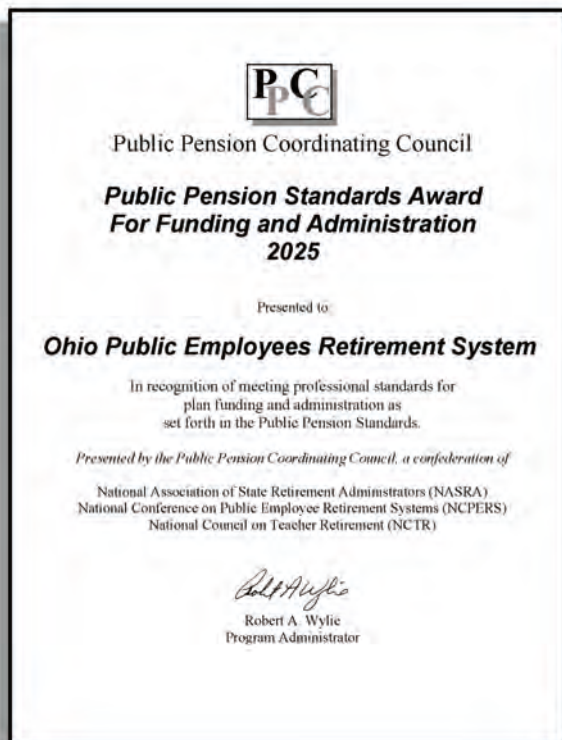 PPCC
Public Pension Coordinating Council
Public Pension Standards Award
For Funding and Administration
2025
Presented to
Ohio Public Employees Retirement System
In recognition of meeting professional standards for
plan funding and administration as
set forth in the Public Pension Standards.
Presented by the Public Pension Coordinating Council, a confederation of
National Association of State Retirement Administrators (NASRA)
National Conference on Public Employee Retirement Systems (NCPERS)
National Council on Teacher Retirement (NCTR)
Robert A Wylie
Robert A. Wylie
Program Administrator